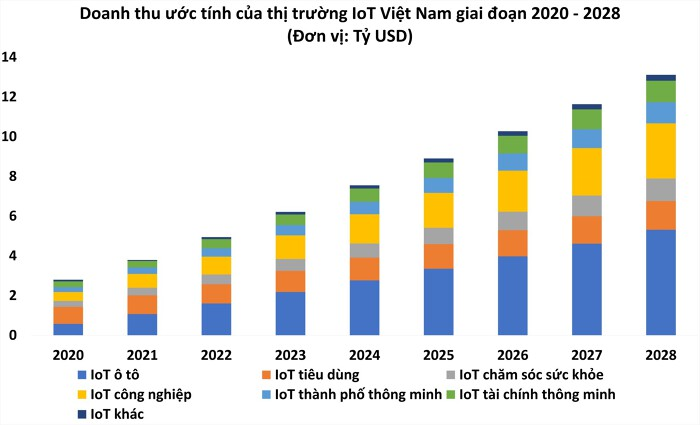 Doanh thu ước tính của thị trường IoT Việt Nam giai đoạn 2020 - 2028
(Đơn vị: Tỷ USD)
14
12
10
8
6
4
2
0
2020 2021 2022 2023 2024 2025 2026 2027 2028
IoT ô tô IoT tiêu dùng IoT chăm sóc sức khỏe
IoT công nghiệp IoT thành phố thông minh IoT tài chính thông minh
IoT khác